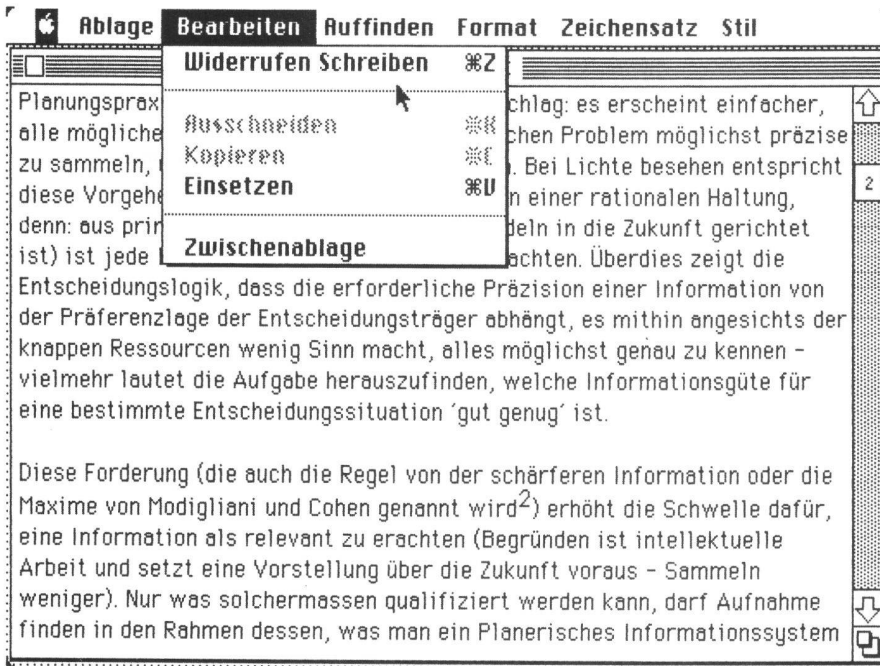 Ablage Bearbeiten Auffinden Format Zeichensatz Stil
Widerrufen Schreiben ⌘Z
Ausschneiden ⌘X
Kopieren ⌘C
Einsetzen ⌘V
Zwischenablage
Planungsprax chlag: es erscheint einfacher,
alle mögliche chen Problem möglichst präzise
zu sammeln, . Bei Lichte besehen entspricht
diese Vorgehe n einer rationalen Haltung,
denn: aus prin deln in die Zukunft gerichtet
ist) ist jede achten. Überdies zeigt die
Entscheidungslogik, dass die erforderliche Präzision einer Information von
der Präferenzlage der Entscheidungsträger abhängt, es mithin angesichts der
knappen Ressourcen wenig Sinn macht, alles möglichst genau zu kennen -
vielmehr lautet die Aufgabe herauszufinden, welche Informationsgüte für
eine bestimmte Entscheidungssituation ´gut genug´ ist.
Diese Forderung (die auch die Regel von der schärferen Information oder die
Maxime von Modigliani und Cohen genannt wird²) erhöht die Schwelle dafür,
eine Information als relevant zu erachten (Begründen ist intellektuelle
Arbeit und setzt eine Vorstellung über die Zukunft voraus - Sammeln
weniger). Nur was solchermassen qualifiziert werden kann, darf Aufnahme
finden in den Rahmen dessen, was man ein Planerisches Informationssystem
2